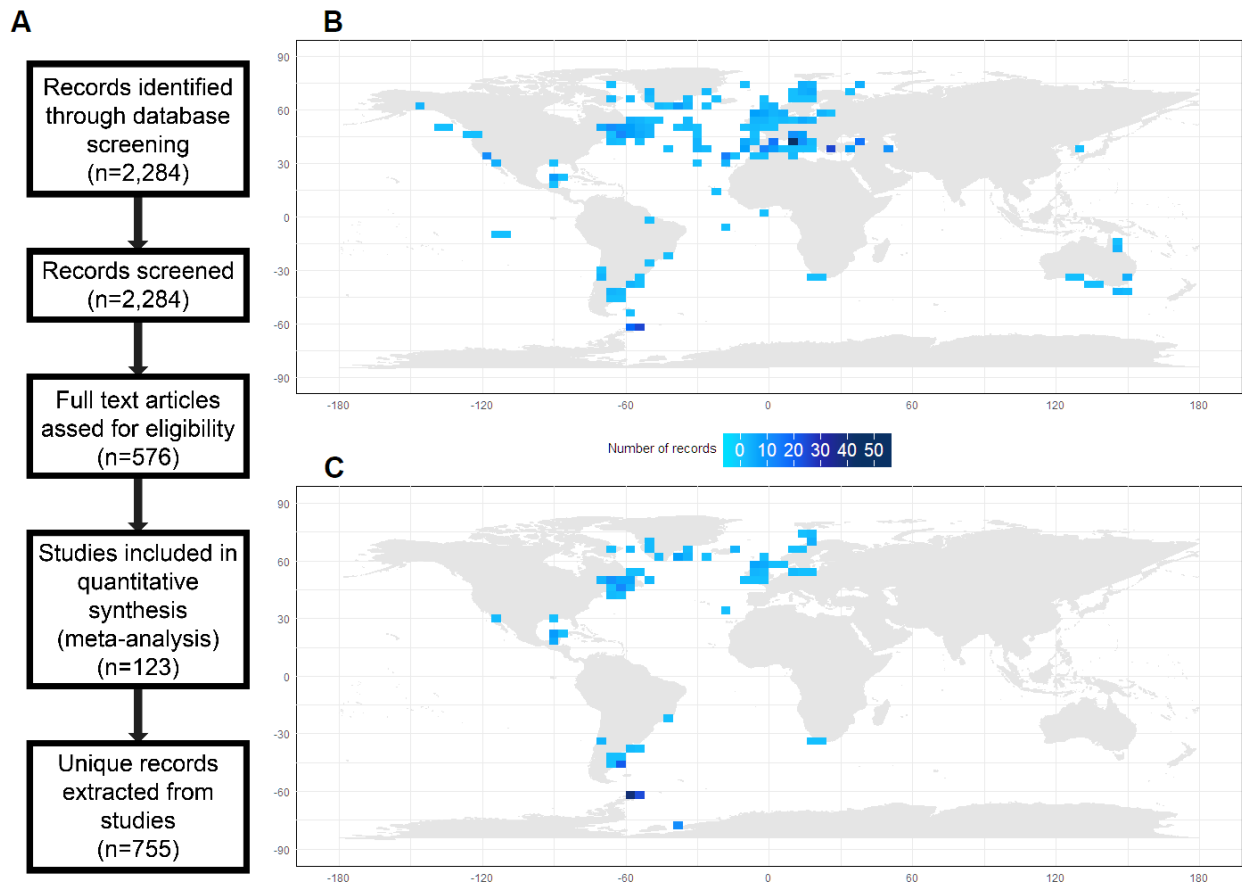 A
Records identified
through database
screening
(n=2,284)
Records screened
(n=2,284)
Full text articles
assed for eligibility
(n=576)
Studies included in
quantitative
synthesis
(meta-analysis)
(n=123)
Unique records
extracted from
studies
(n=755)
B
90
60
30
0
-30
-60
-90
-180 -120 -60 0 60 120 180
Number of records 0 10 20 30 40 50
C
90
60
30
0
-30
-60
-90
-180 -120 -60 0 60 120 180